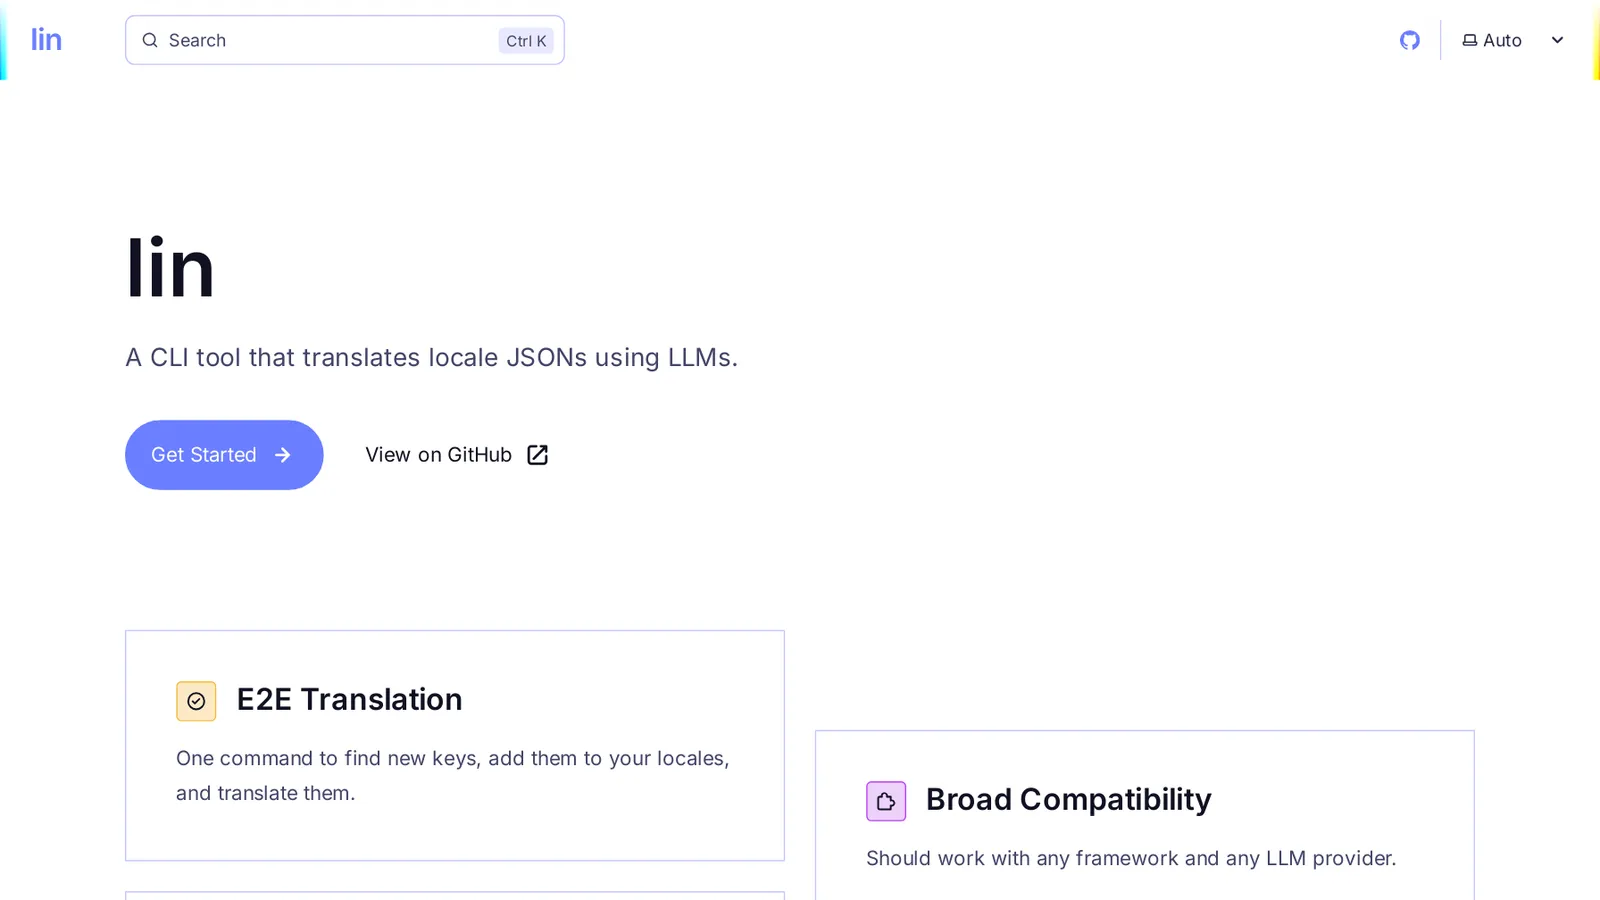 lin
Search
Ctrl K
Auto
lin
A CLI tool that translates locale JSONs using LLMs.
Get Started
View on GitHub
E2E Translation
One command to find new keys, add them to your locales,
and translate them.
Broad Compatibility
Should work with any framework and any LLM provider.